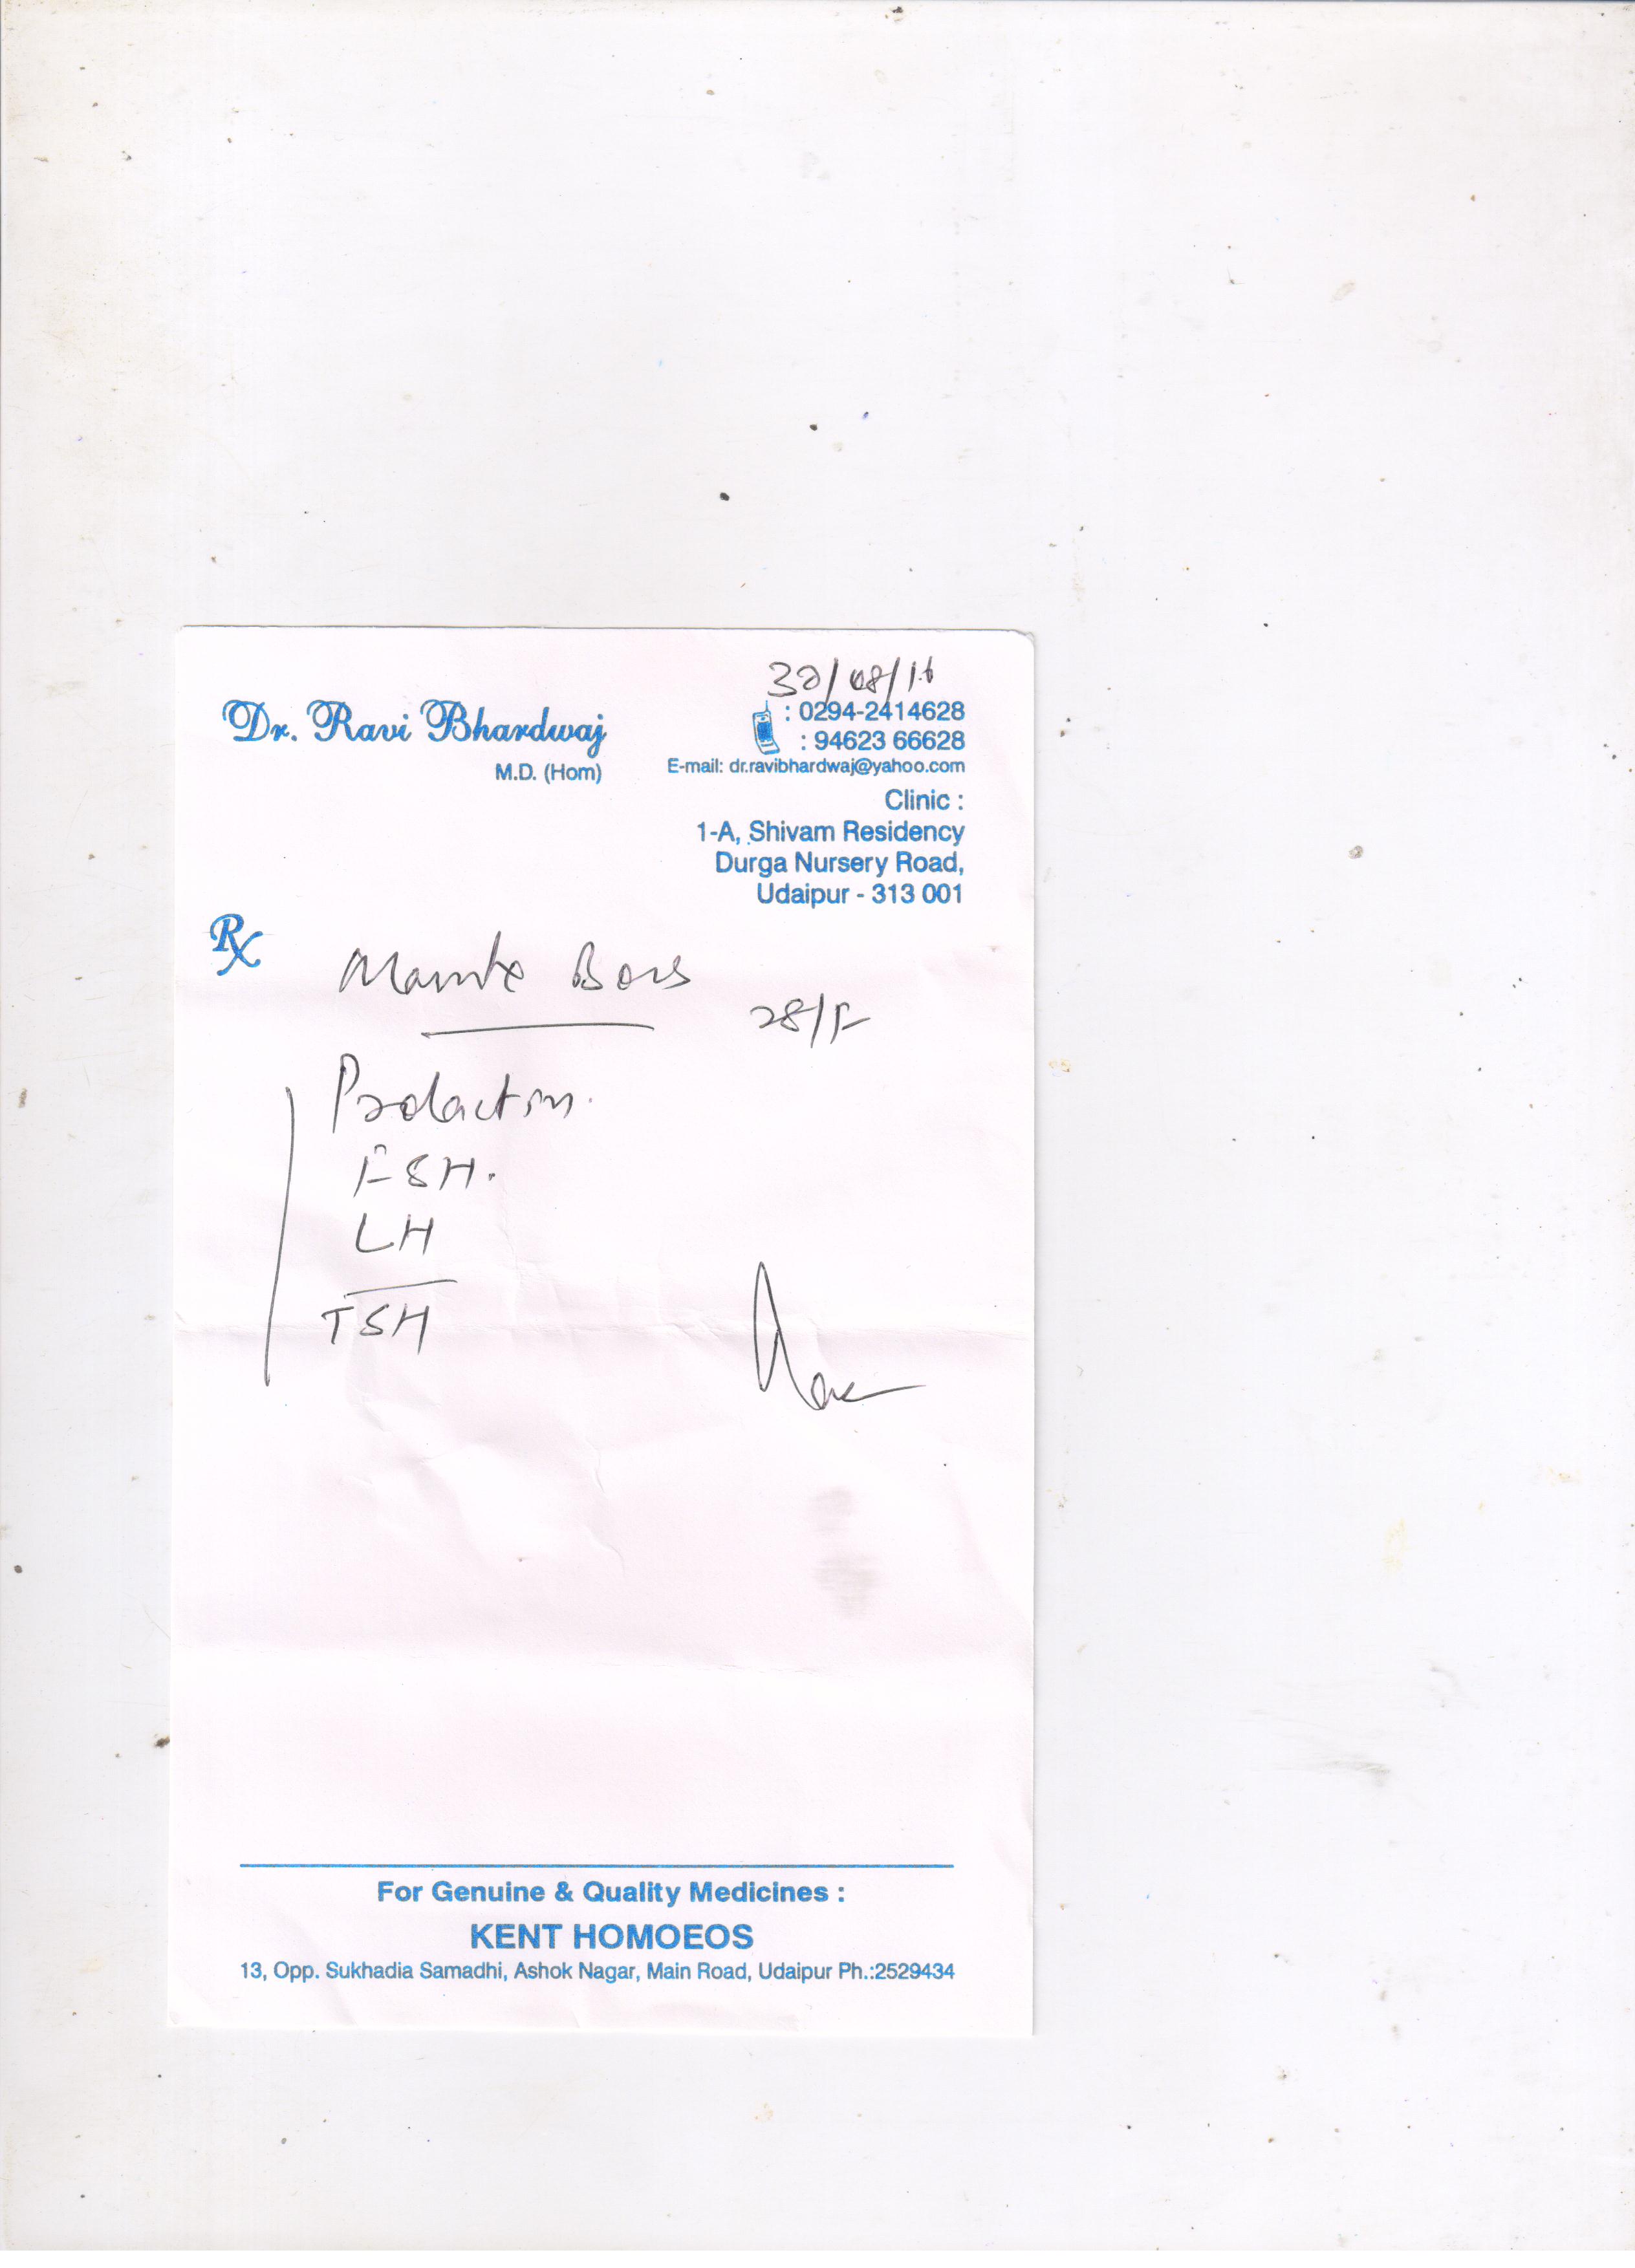 30/08/16
Dr. Ravi Bhardwaj
M.D. (Hom)
: 0294-2414628
: 94623 66628
E-mail: dr.ravibhardwaj@yahoo.com
Clinic :
1-A, Shivam Residency
Durga Nursery Road,
Udaipur - 313 001
Rx
28/F
Prolactin.
FSH.
LH
TSH
For Genuine & Quality Medicines :
KENT HOMOEOS
13, Opp. Sukhadia Samadhi, Ashok Nagar, Main Road, Udaipur Ph.:2529434